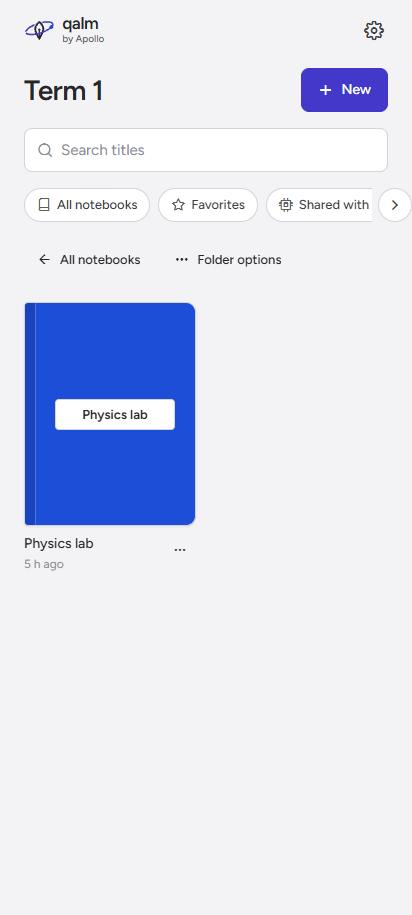 qalm
by Apollo
Term 1
New
Search titles
All notebooks
Favorites
Shared with
All notebooks
Folder options
Physics lab
Physics lab
5 h ago